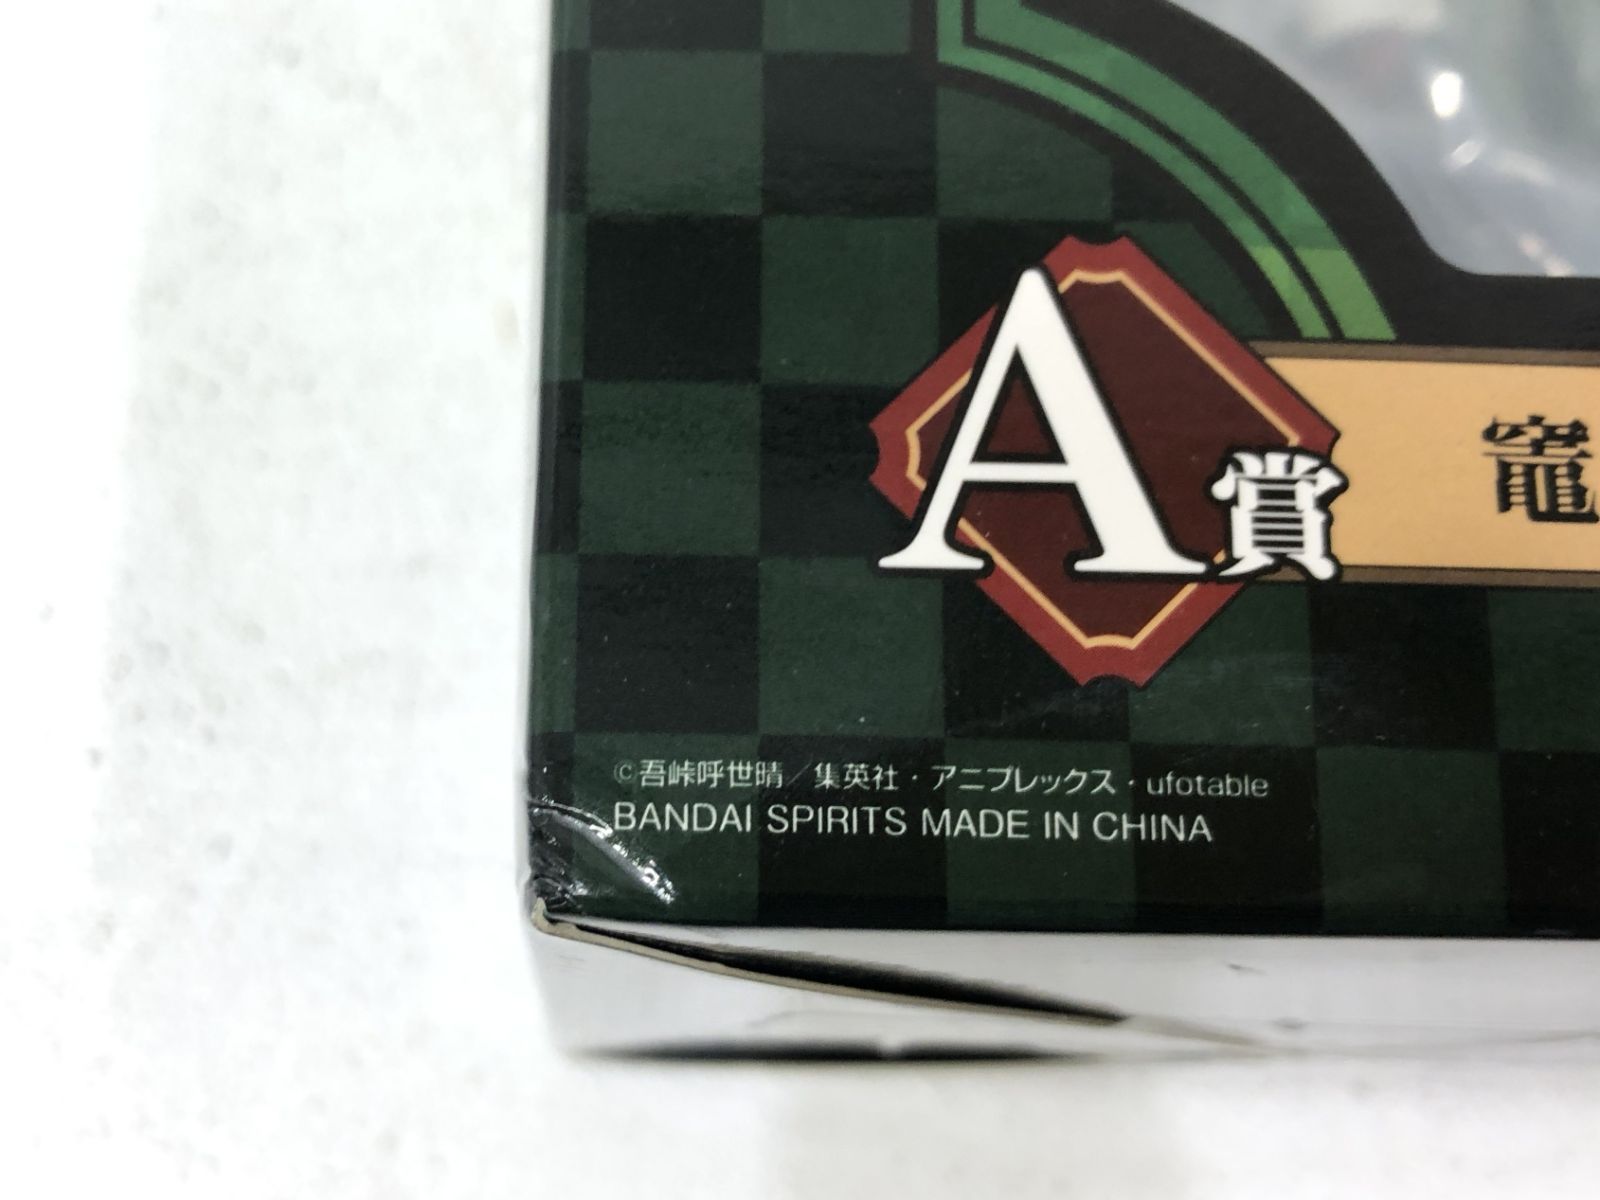 A賞
竈
©吾峠呼世晴／集英社・アニプレックス・ufotable
BANDAI SPIRITS MADE IN CHINA